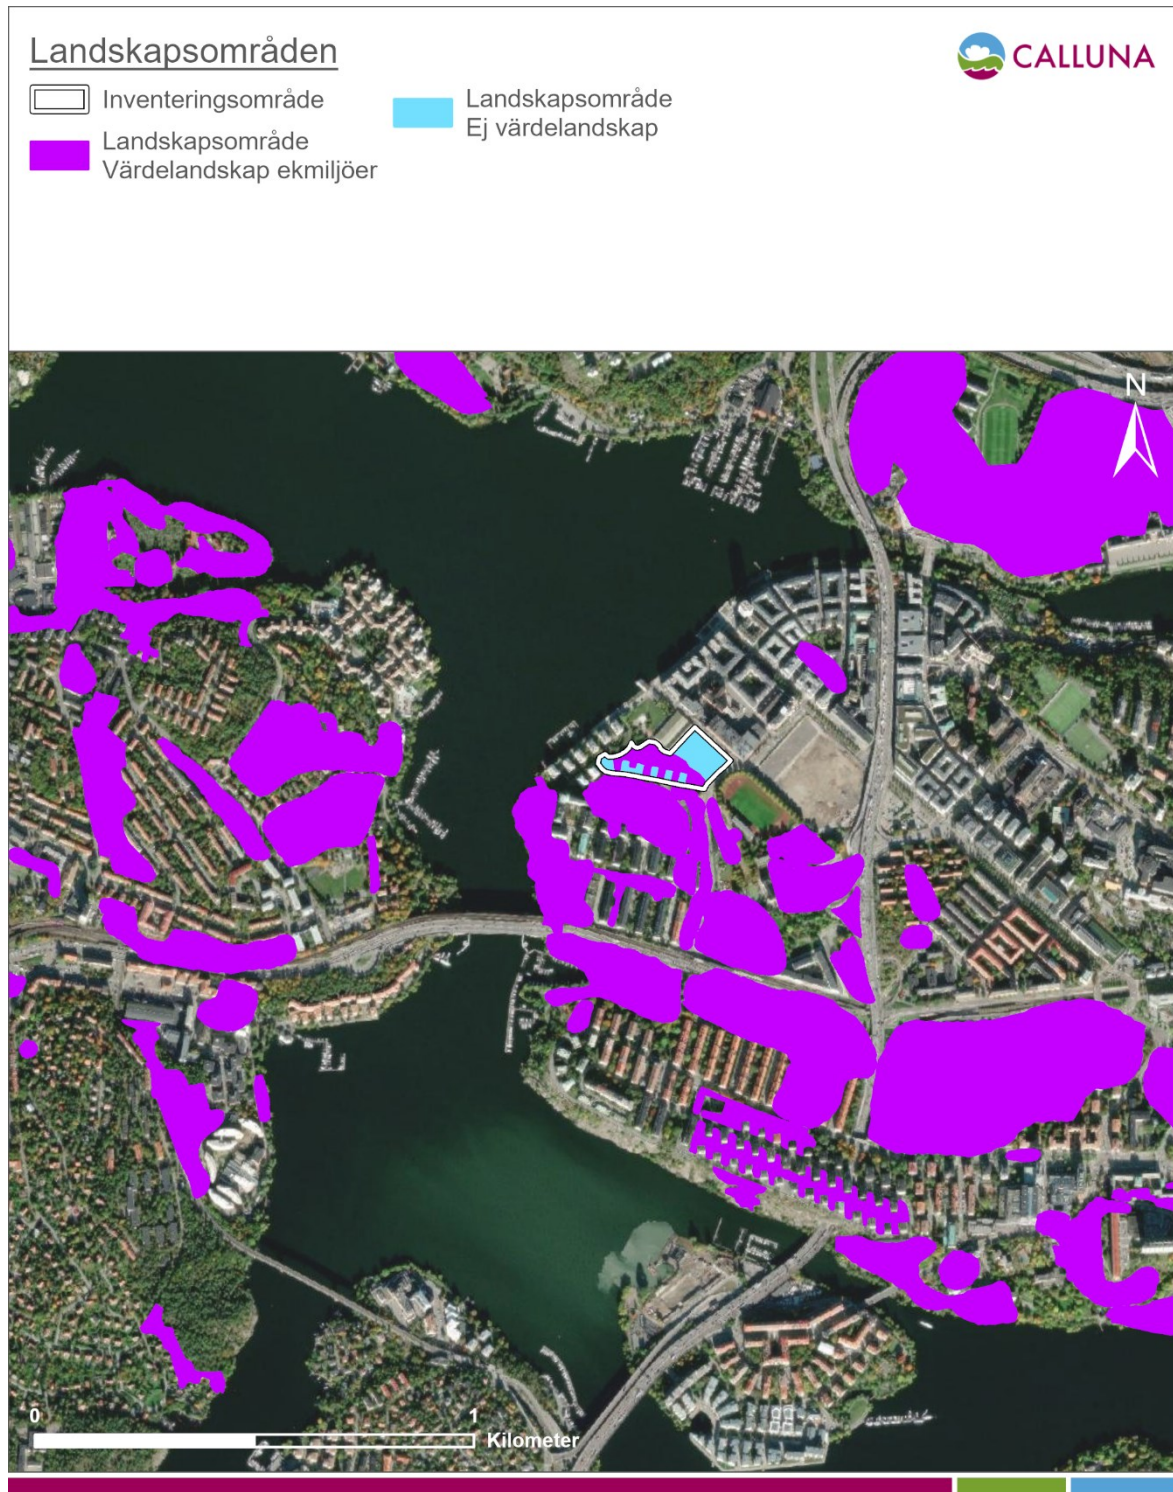 Landskapsområden
CALLUNA
Inventeringsområde
Landskapsområde
Värdelandskap ekmiljöer
Landskapsområde
Ej värdelandskap
N
0
1
Kilometer